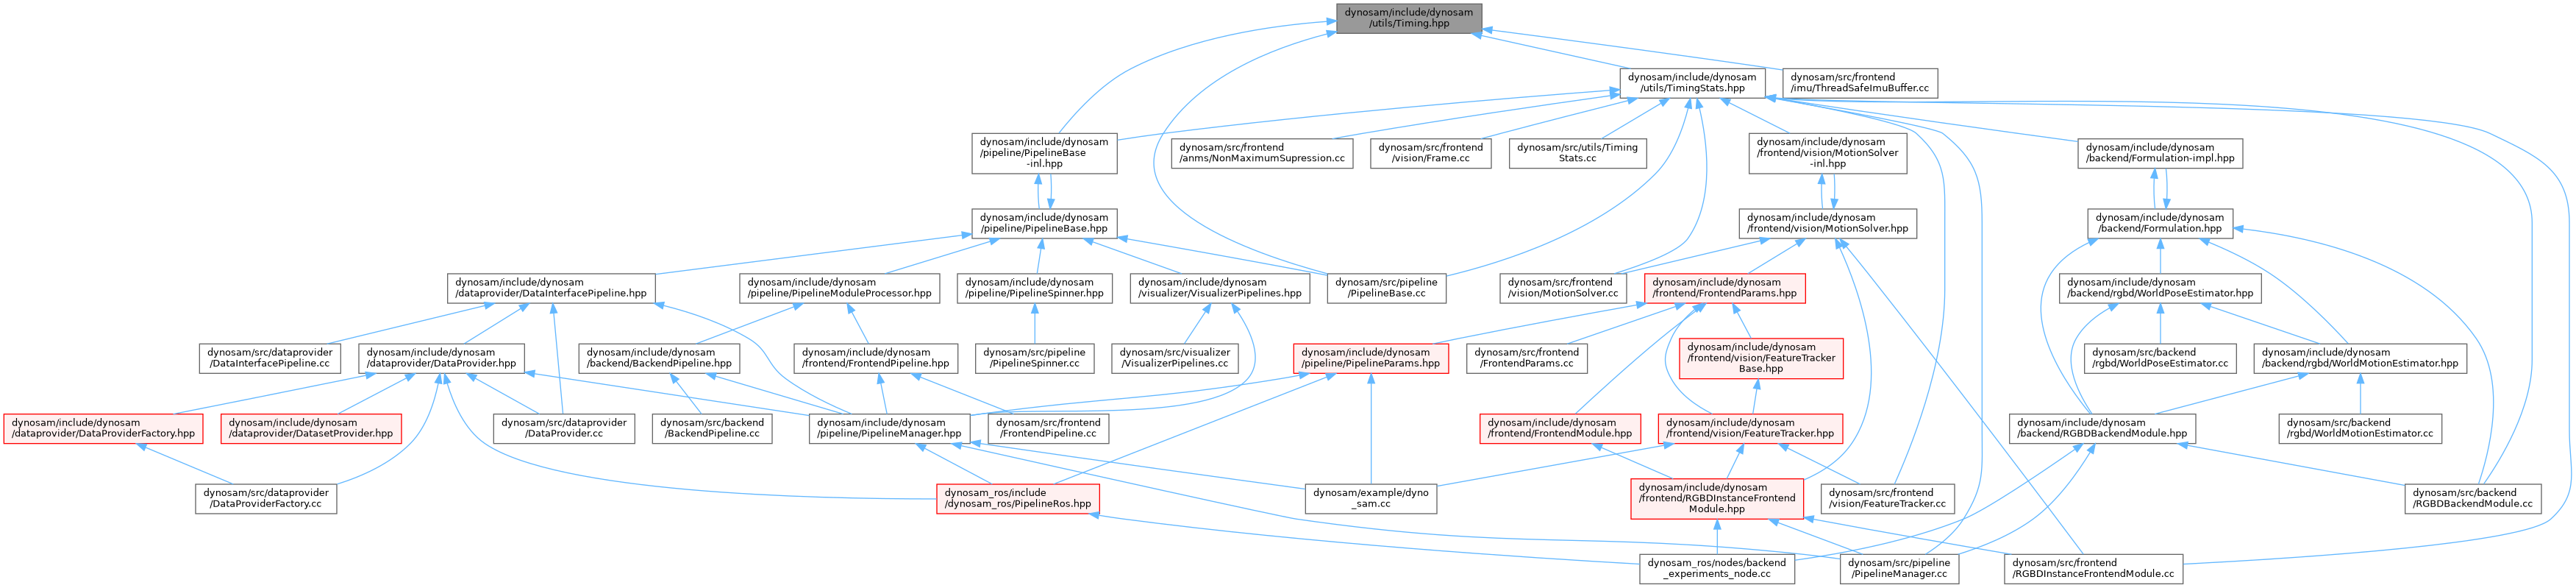 dynosam/include/dynosam
/utils/Timing.hpp
dynosam/include/dynosam
/utils/TimingStats.hpp
dynosam/src/frontend
/imu/ThreadSafeImuBuffer.cc
dynosam/include/dynosam
/pipeline/PipelineBase
-inl.hpp
dynosam/src/frontend
/anms/NonMaximumSupression.cc
dynosam/src/frontend
/vision/Frame.cc
dynosam/src/utils/Timing
Stats.cc
dynosam/include/dynosam
/frontend/vision/MotionSolver
-inl.hpp
dynosam/include/dynosam
/backend/Formulation-impl.hpp
dynosam/include/dynosam
/pipeline/PipelineBase.hpp
dynosam/include/dynosam
/frontend/vision/MotionSolver.hpp
dynosam/include/dynosam
/backend/Formulation.hpp
dynosam/include/dynosam
/dataprovider/DataInterfacePipeline.hpp
dynosam/include/dynosam
/pipeline/PipelineModuleProcessor.hpp
dynosam/include/dynosam
/pipeline/PipelineSpinner.hpp
dynosam/include/dynosam
/visualizer/VisualizerPipelines.hpp
dynosam/src/pipeline
/PipelineBase.cc
dynosam/src/frontend
/vision/MotionSolver.cc
dynosam/include/dynosam
/frontend/FrontendParams.hpp
dynosam/include/dynosam
/backend/rgbd/WorldPoseEstimator.hpp
dynosam/src/dataprovider
/DataInterfacePipeline.cc
dynosam/include/dynosam
/dataprovider/DataProvider.hpp
dynosam/include/dynosam
/backend/BackendPipeline.hpp
dynosam/include/dynosam
/frontend/FrontendPipeline.hpp
dynosam/src/pipeline
/PipelineSpinner.cc
dynosam/src/visualizer
/VisualizerPipelines.cc
dynosam/include/dynosam
/pipeline/PipelineParams.hpp
dynosam/src/frontend
/FrontendParams.cc
dynosam/include/dynosam
/frontend/vision/FeatureTracker
Base.hpp
dynosam/src/backend
/rgbd/WorldPoseEstimator.cc
dynosam/include/dynosam
/backend/rgbd/WorldMotionEstimator.hpp
dynosam/include/dynosam
/dataprovider/DataProviderFactory.hpp
dynosam/include/dynosam
/dataprovider/DatasetProvider.hpp
dynosam/src/dataprovider
/DataProvider.cc
dynosam/src/backend
/BackendPipeline.cc
dynosam/include/dynosam
/pipeline/PipelineManager.hpp
dynosam/src/frontend
/FrontendPipeline.cc
dynosam/include/dynosam
/frontend/FrontendModule.hpp
dynosam/include/dynosam
/frontend/vision/FeatureTracker.hpp
dynosam/include/dynosam
/backend/RGBDBackendModule.hpp
dynosam/src/backend
/rgbd/WorldMotionEstimator.cc
dynosam/src/dataprovider
/DataProviderFactory.cc
dynosam_ros/include
/dynosam_ros/PipelineRos.hpp
dynosam/example/dyno
_sam.cc
dynosam/include/dynosam
/frontend/RGBDInstanceFrontend
Module.hpp
dynosam/src/frontend
/vision/FeatureTracker.cc
dynosam/src/backend
/RGBDBackendModule.cc
dynosam_ros/nodes/backend
_experiments_node.cc
dynosam/src/pipeline
/PipelineManager.cc
dynosam/src/frontend
/RGBDInstanceFrontendModule.cc